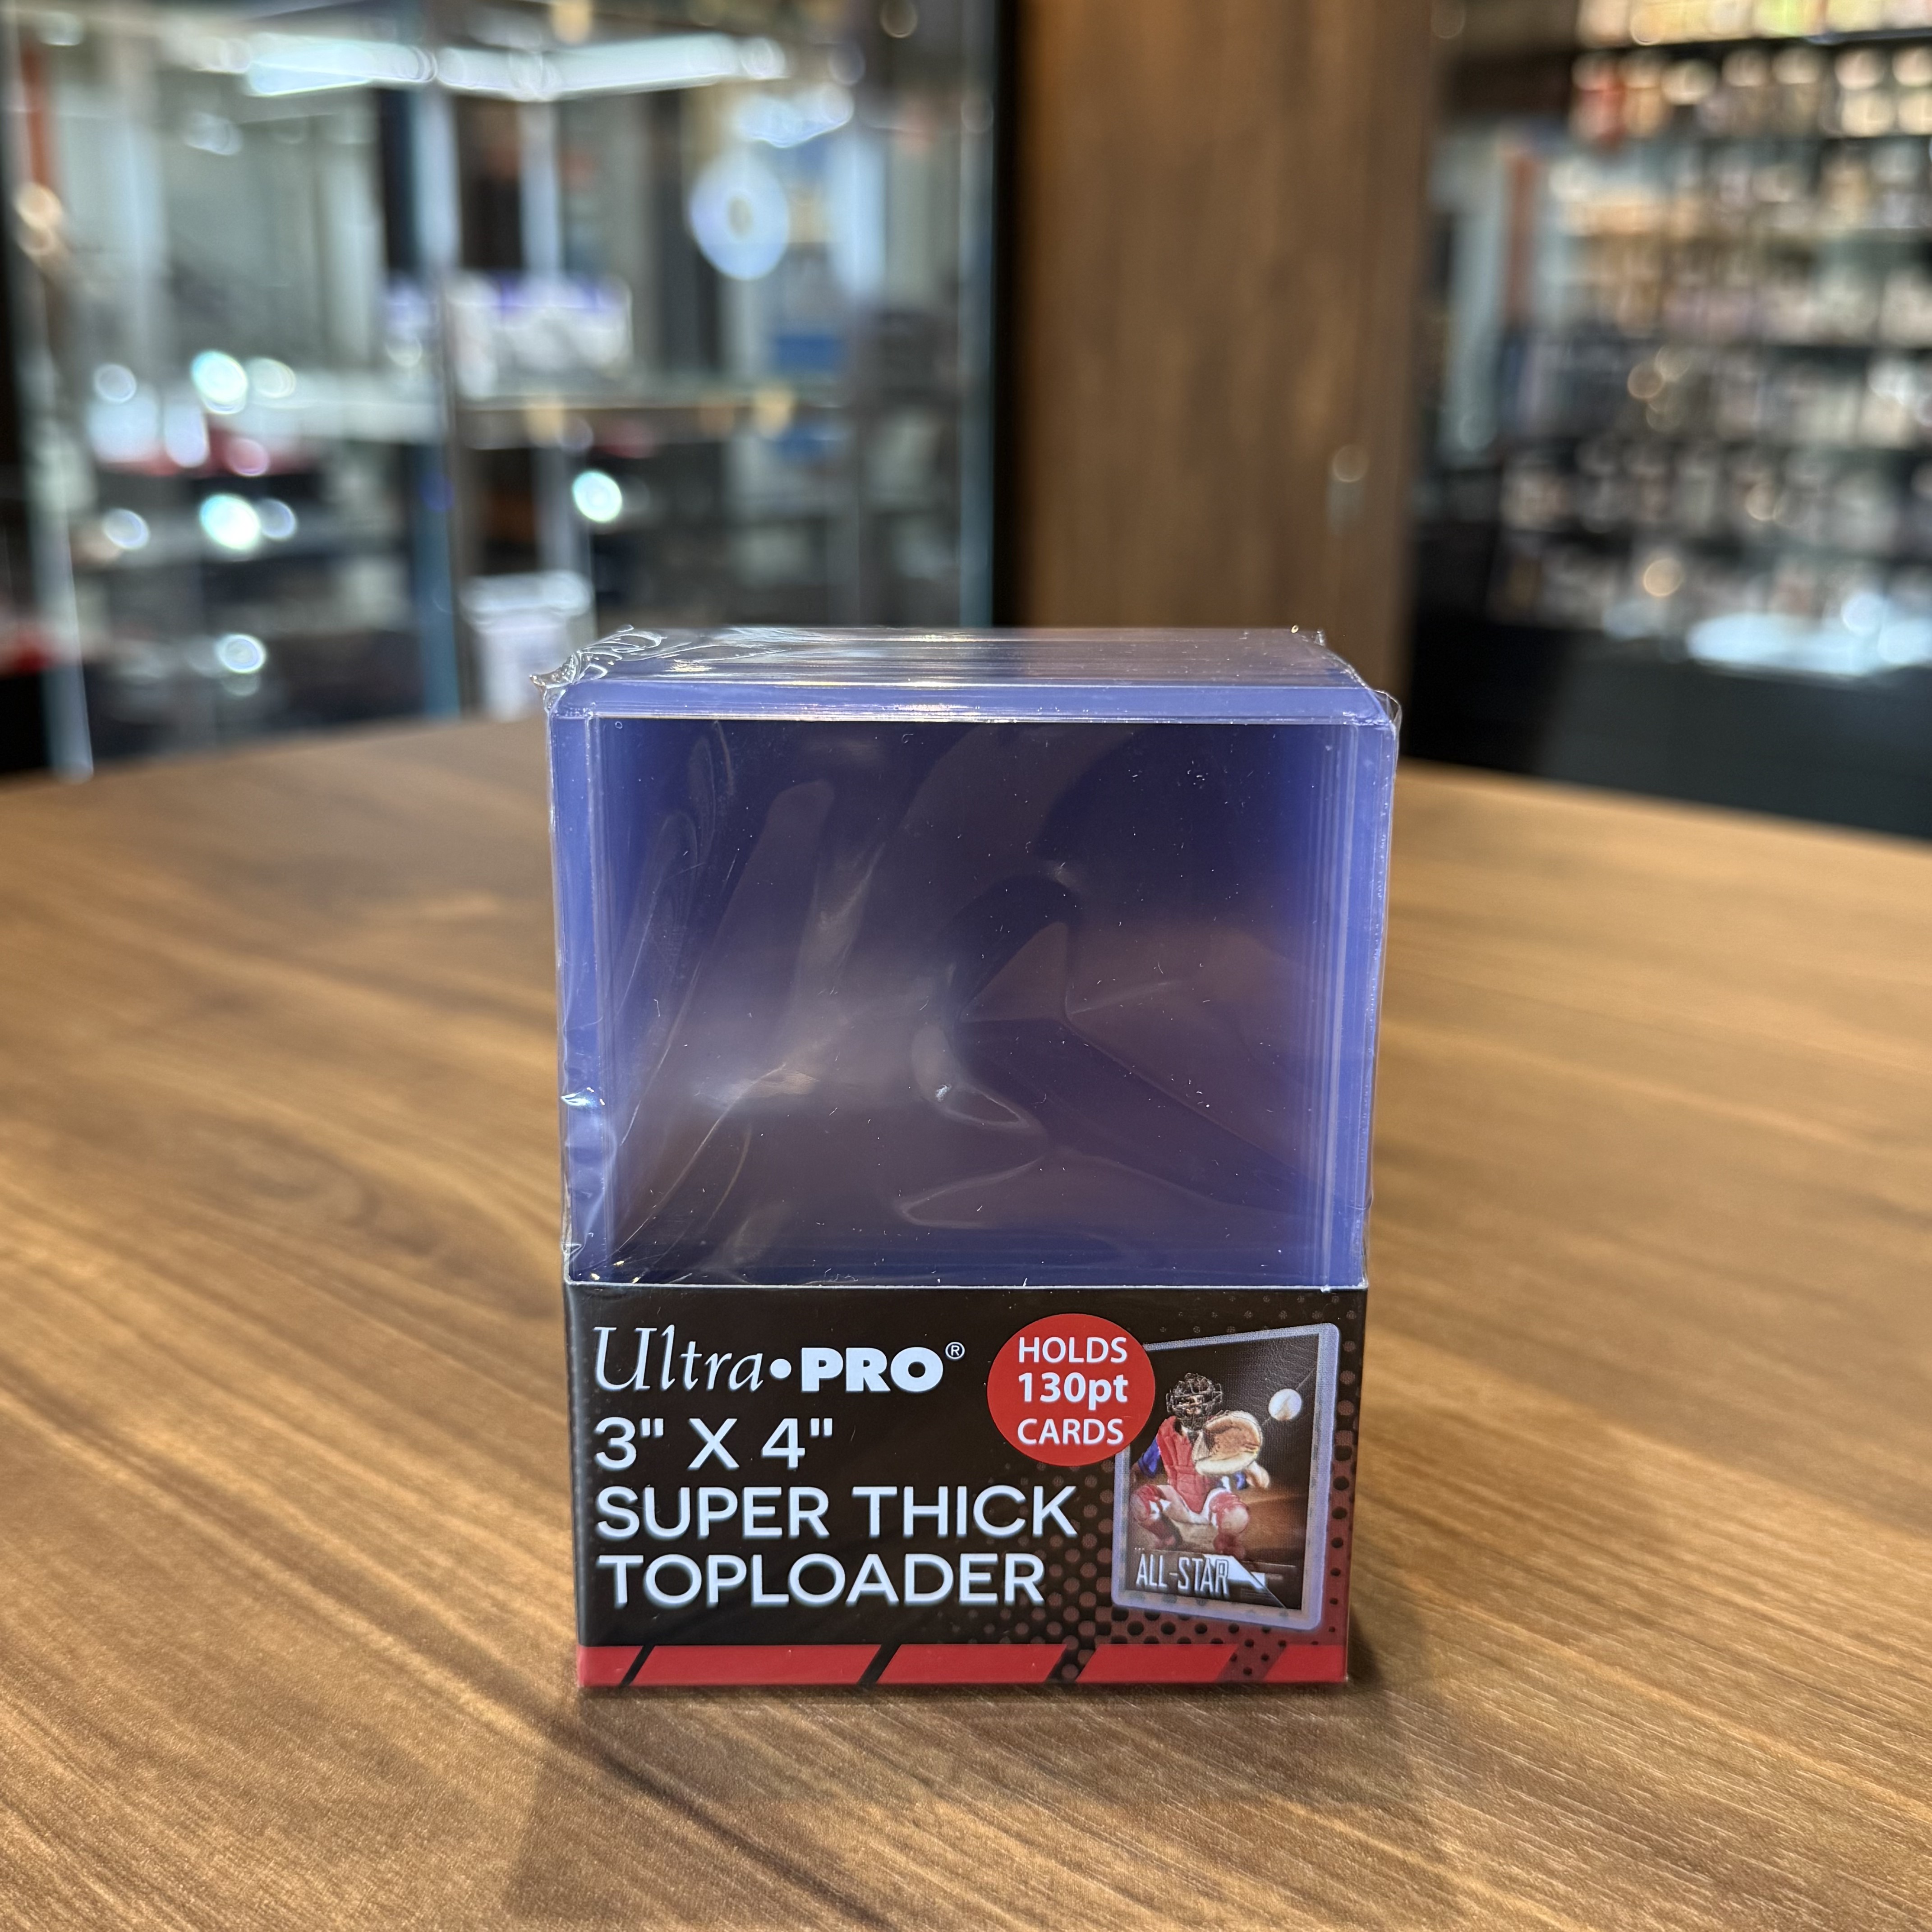 Ultra•PRO®
3" X 4"
SUPER THICK
TOPLOADER
HOLDS
130pt
CARDS
ALL-STAR